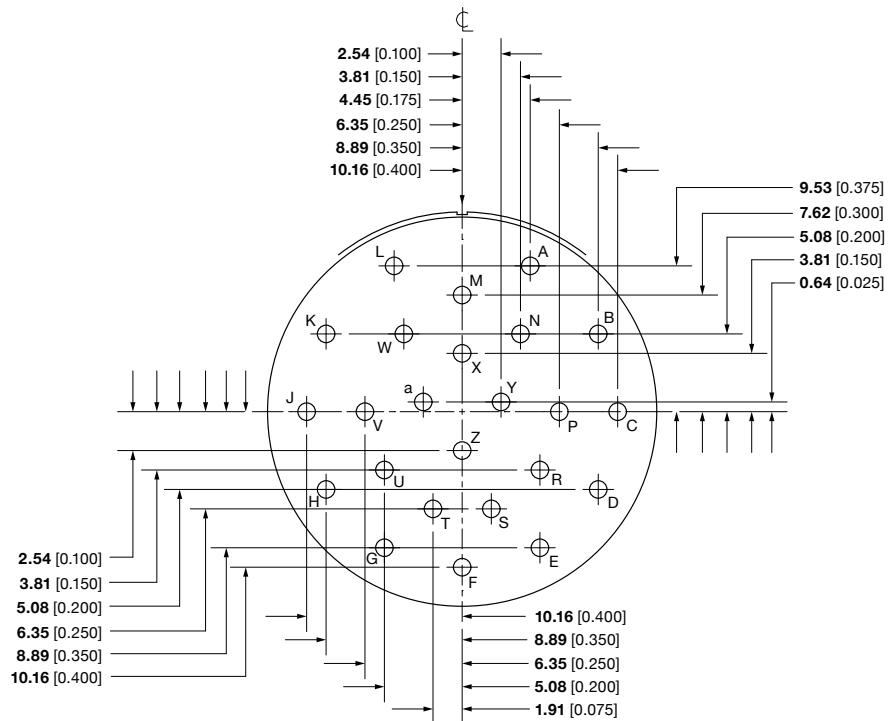 ℄
2.54 [0.100]
3.81 [0.150]
4.45 [0.175]
6.35 [0.250]
8.89 [0.350]
10.16 [0.400]
9.53 [0.375]
7.62 [0.300]
5.08 [0.200]
3.81 [0.150]
0.64 [0.025]
L A
M
K W N B
X
J V a Y P C
Z
U R
H D
T S
G E
F
2.54 [0.100]
3.81 [0.150]
5.08 [0.200]
6.35 [0.250]
8.89 [0.350]
10.16 [0.400]
10.16 [0.400]
8.89 [0.350]
6.35 [0.250]
5.08 [0.200]
1.91 [0.075]